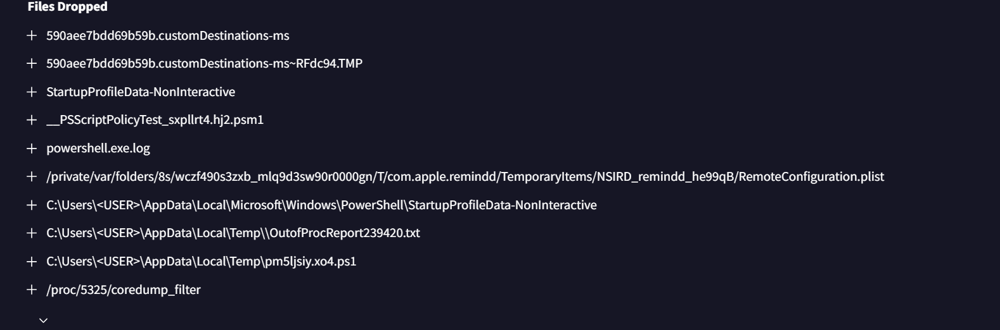 Files Dropped
590aee7bdd69b59b.customDestinations-ms
590aee7bdd69b59b.customDestinations-ms~RFdc94.TMP
StartupProfileData-NonInteractive
__PSScriptPolicyTest_sxpllrt4.hj2.psm1
powershell.exe.log
/private/var/folders/8s/wczf490s3zxb_mlq9d3sw90r0000gn/T/com.apple.remindd/TemporaryItems/NSIRD_remindd_he99qB/RemoteConfiguration.plist
C:\Users\<USER>\AppData\Local\Microsoft\Windows\PowerShell\StartupProfileData-NonInteractive
C:\Users\<USER>\AppData\Local\Temp\\OutofProcReport239420.txt
C:\Users\<USER>\AppData\Local\Temp\pm5ljsiy.xo4.ps1
/proc/5325/coredump_filter